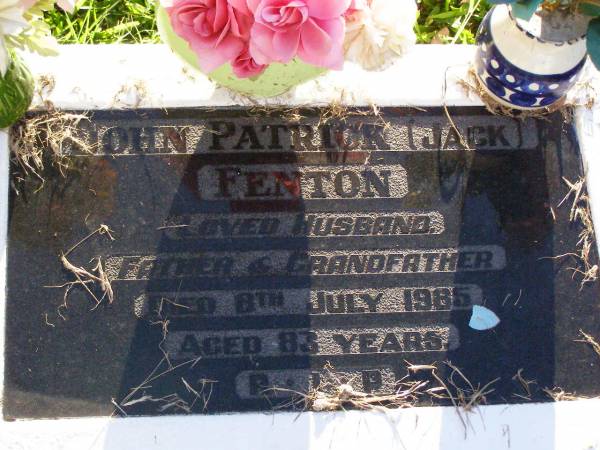 JOHN PATRICK (JACK)
FENTON
LOVED HUSBAND
FATHER & GRANDFATHER
DIED 8TH JULY 1985
AGED 83 YEARS
R. I. P.